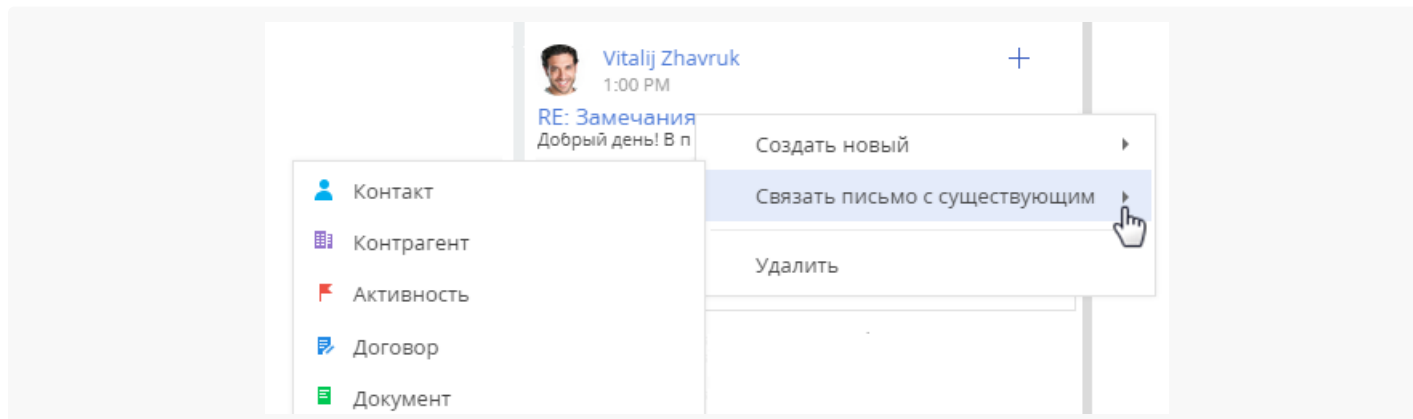 Vitalij Zhavruk
1:00 PM
RE: Замечания
Добрый день! В п
Создать новый
Связать письмо с существующим
Удалить
Контакт
Контрагент
Активность
Договор
Документ